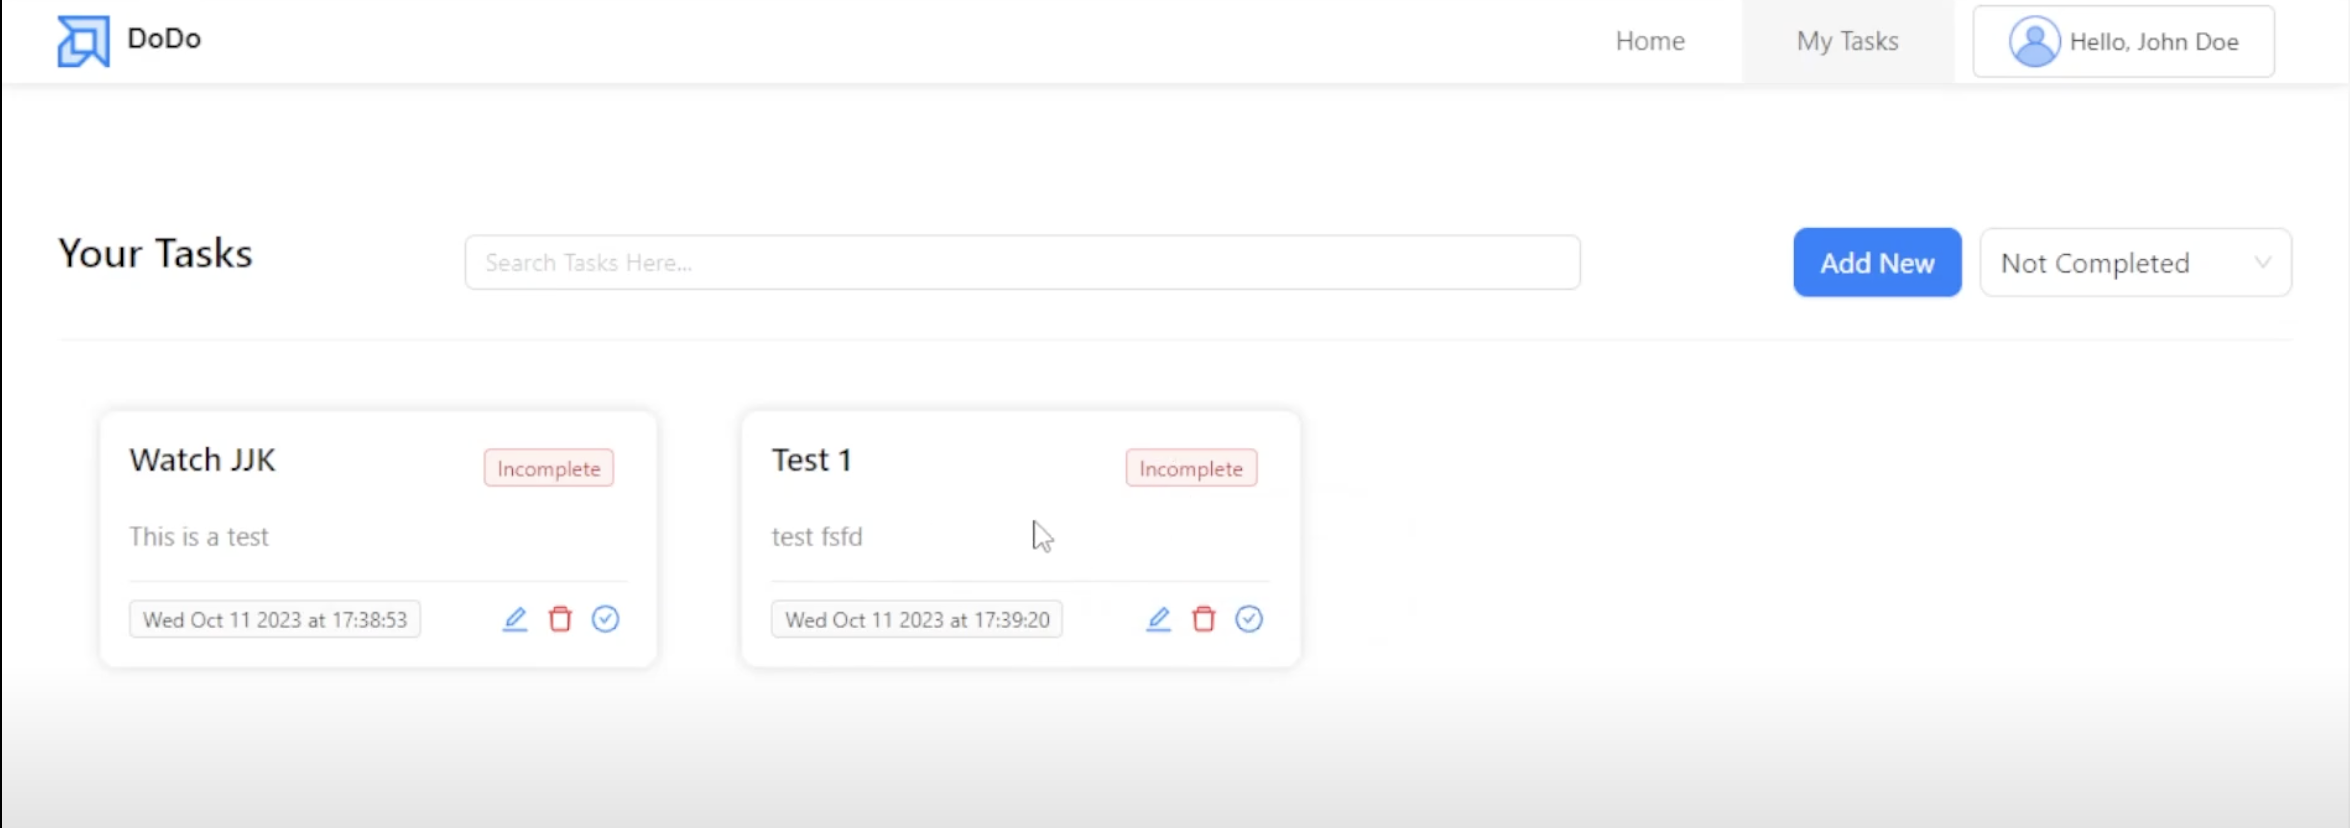 DoDo
Home
My Tasks
Hello, John Doe
Your Tasks
Search Tasks Here...
Add New
Not Completed
Watch JJK
Incomplete
This is a test
Wed Oct 11 2023 at 17:38:53
Test 1
Incomplete
test fsfd
Wed Oct 11 2023 at 17:39:20